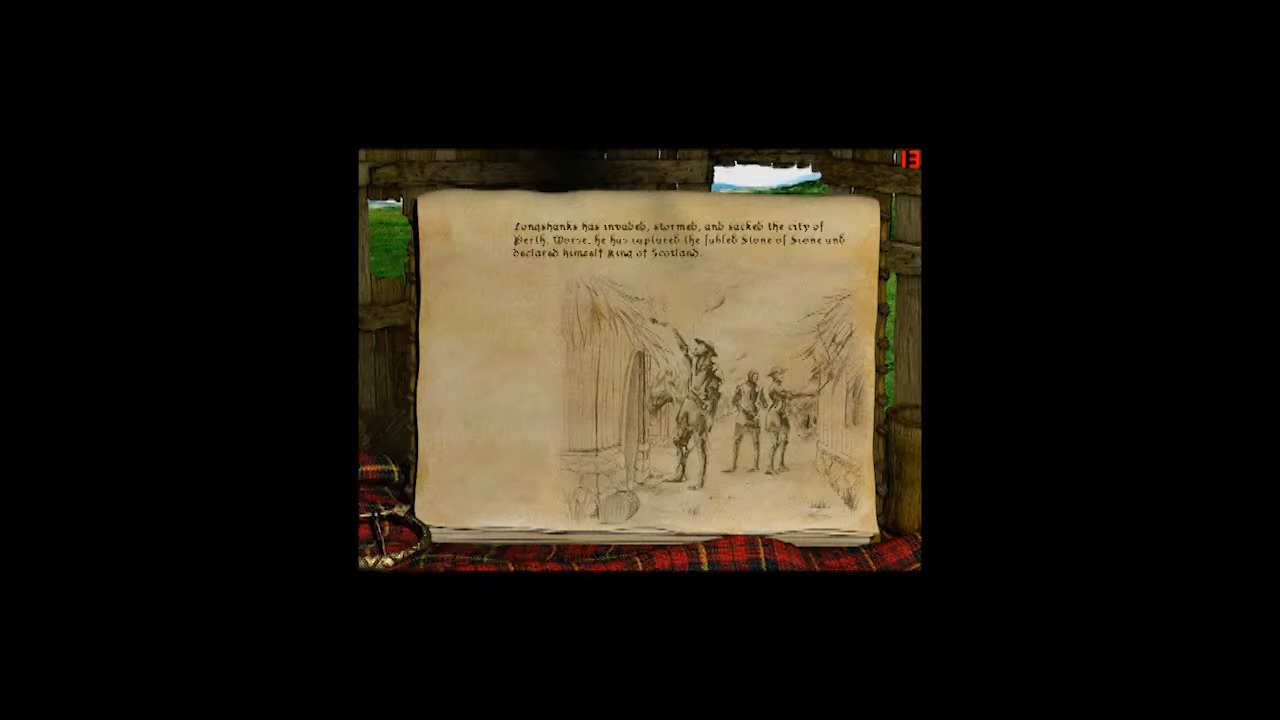 13
Longshanks has invaded, stormed, and sacked the city of
Perth. Worse, he has captured the fabled Stone of Scone and
declared himself King of Scotland.